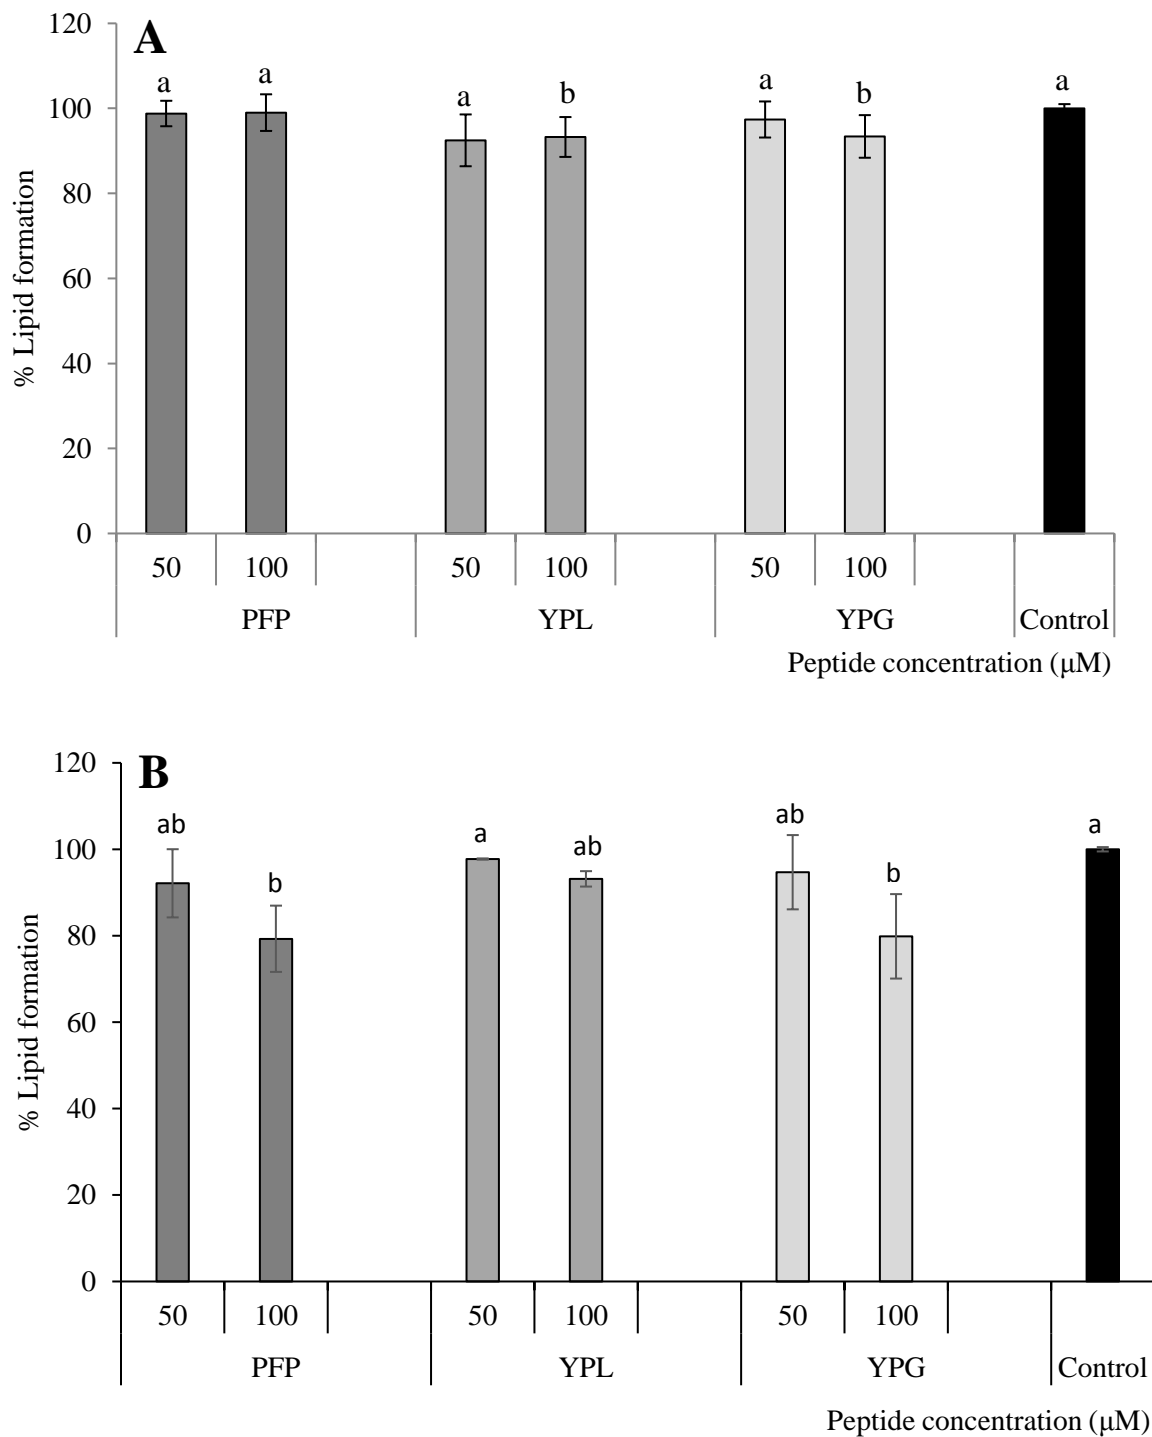 A
120
100
80
60
40
20
0
% Lipid formation
a a a b a b a
50 100 50 100 50 100
PFP YPL YPG Control
Peptide concentration (μM)
B
120
100
80
60
40
20
0
% Lipid formation
ab b a ab ab b a
50 100 50 100 50 100
PFP YPL YPG Control
Peptide concentration (μM)